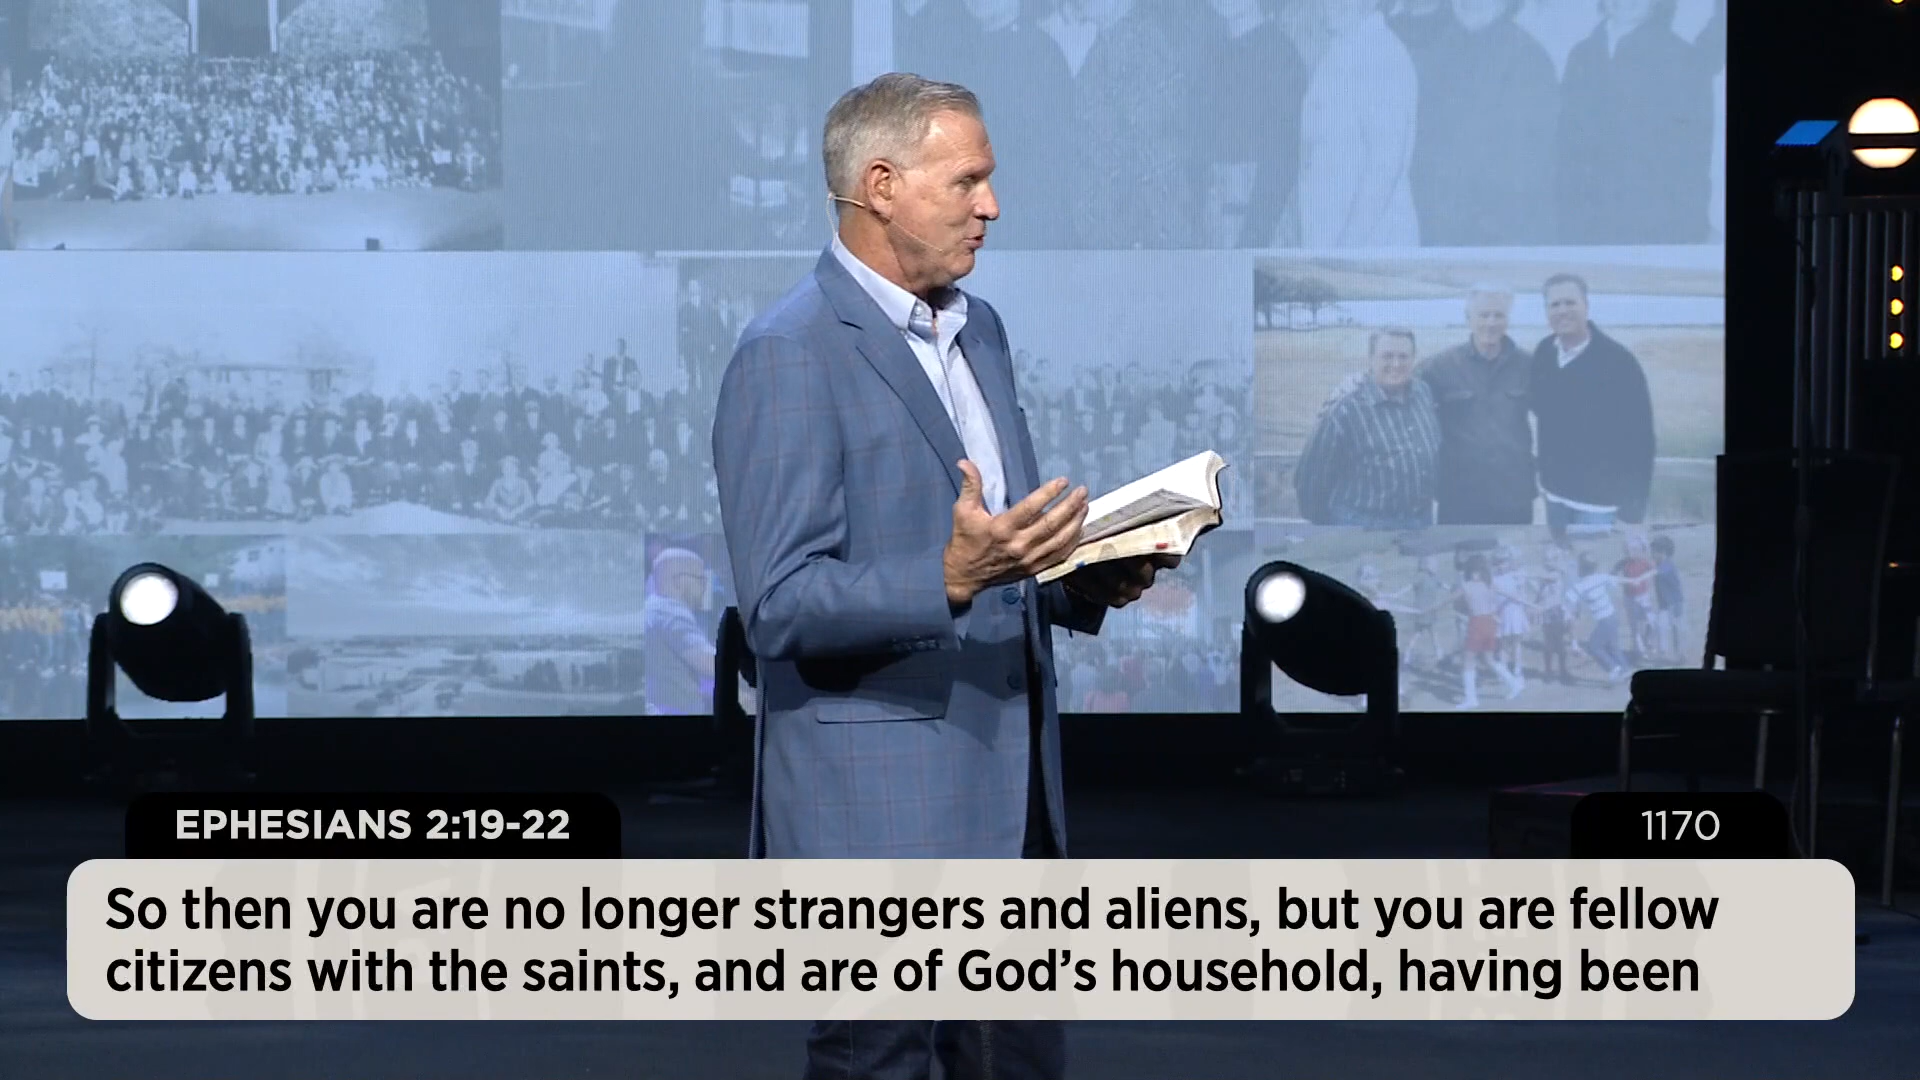 EPHESIANS 2:19-22
1170
So then you are no longer strangers and aliens, but you are fellow
citizens with the saints, and are of God’s household, having been